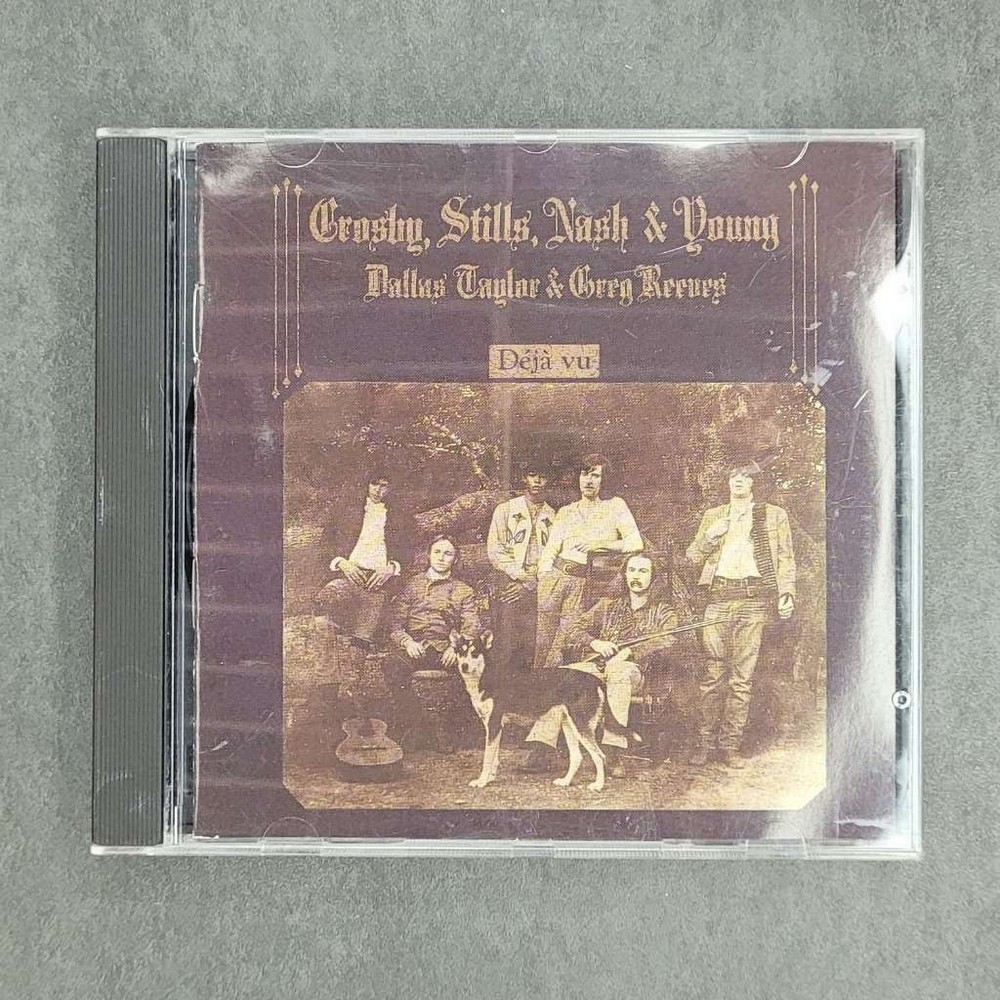 Crosby, Stills, Nash & Young
Dallas Taylor & Greg Reeves
Déjà vu